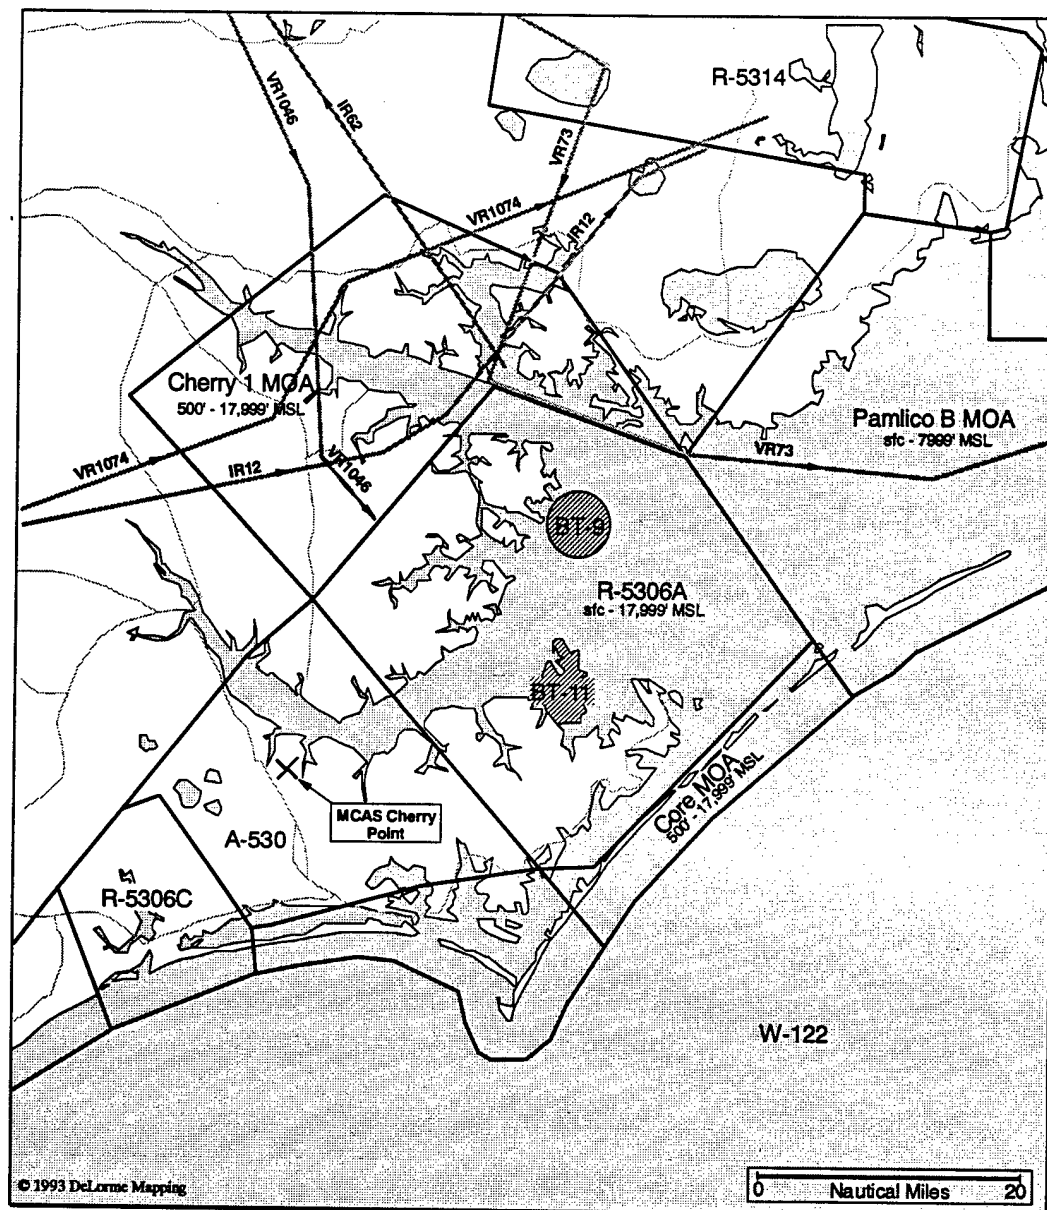 R-5314
VR1046
IR62
VR73
VR1074
IR12
Cherry 1 MOA
500' - 17,999' MSL
Pamlico B MOA
sfc - 7999' MSL
VR73
VR1074
IR12
VR1046
BT-9
R-5306A
sfc - 17,999' MSL
BT-11
Core MOA
500' - 17,999' MSL
MCAS Cherry
Point
A-530
R-5306C
W-122
© 1993 DeLorme Mapping
0 Nautical Miles 20